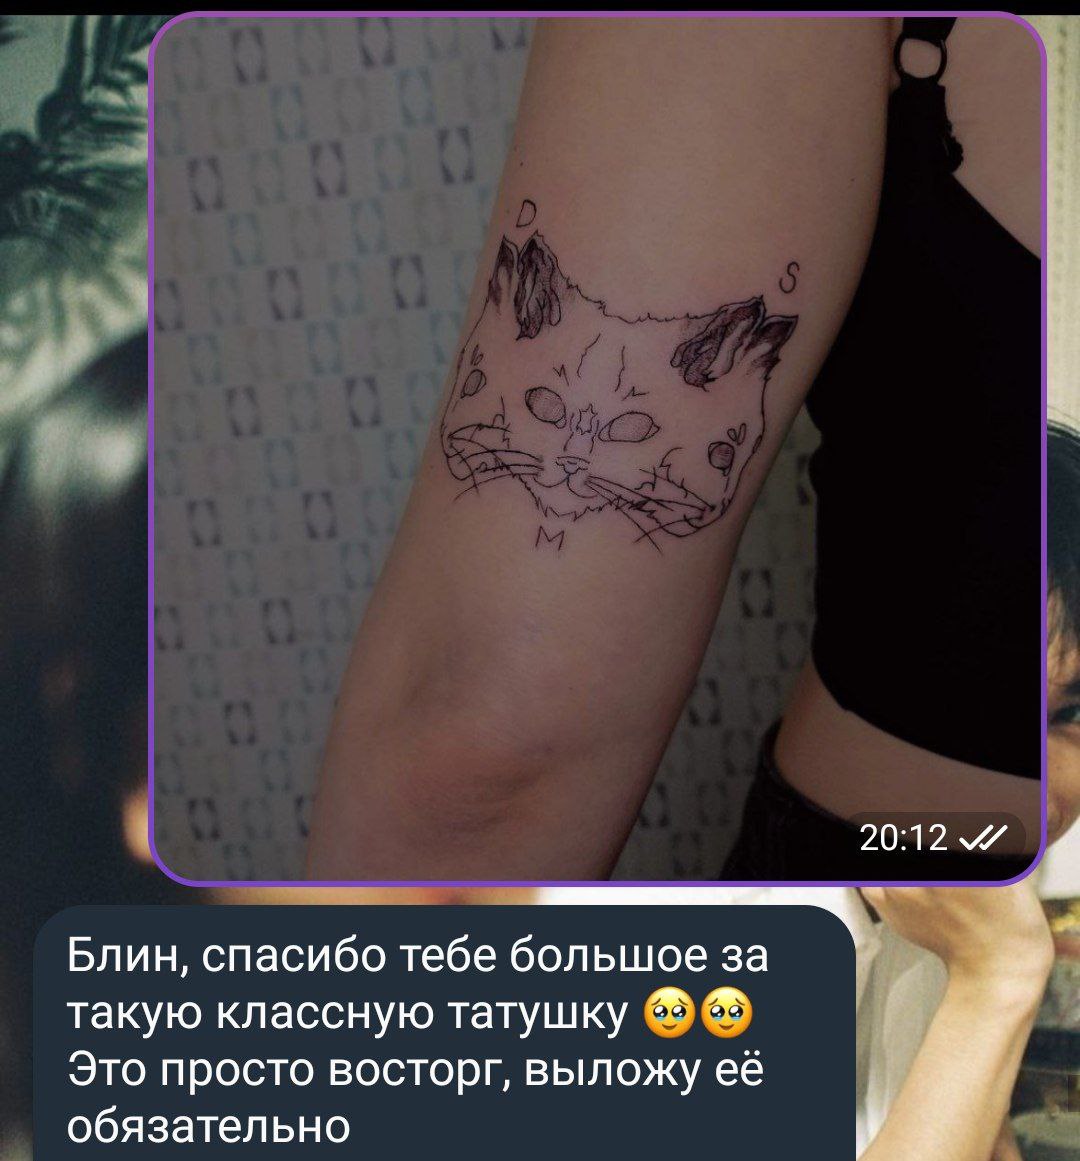 D
S
M
20:12
Блин, спасибо тебе большое за
такую классную татушку 🥹🥹
Это просто восторг, выложу её
обязательно